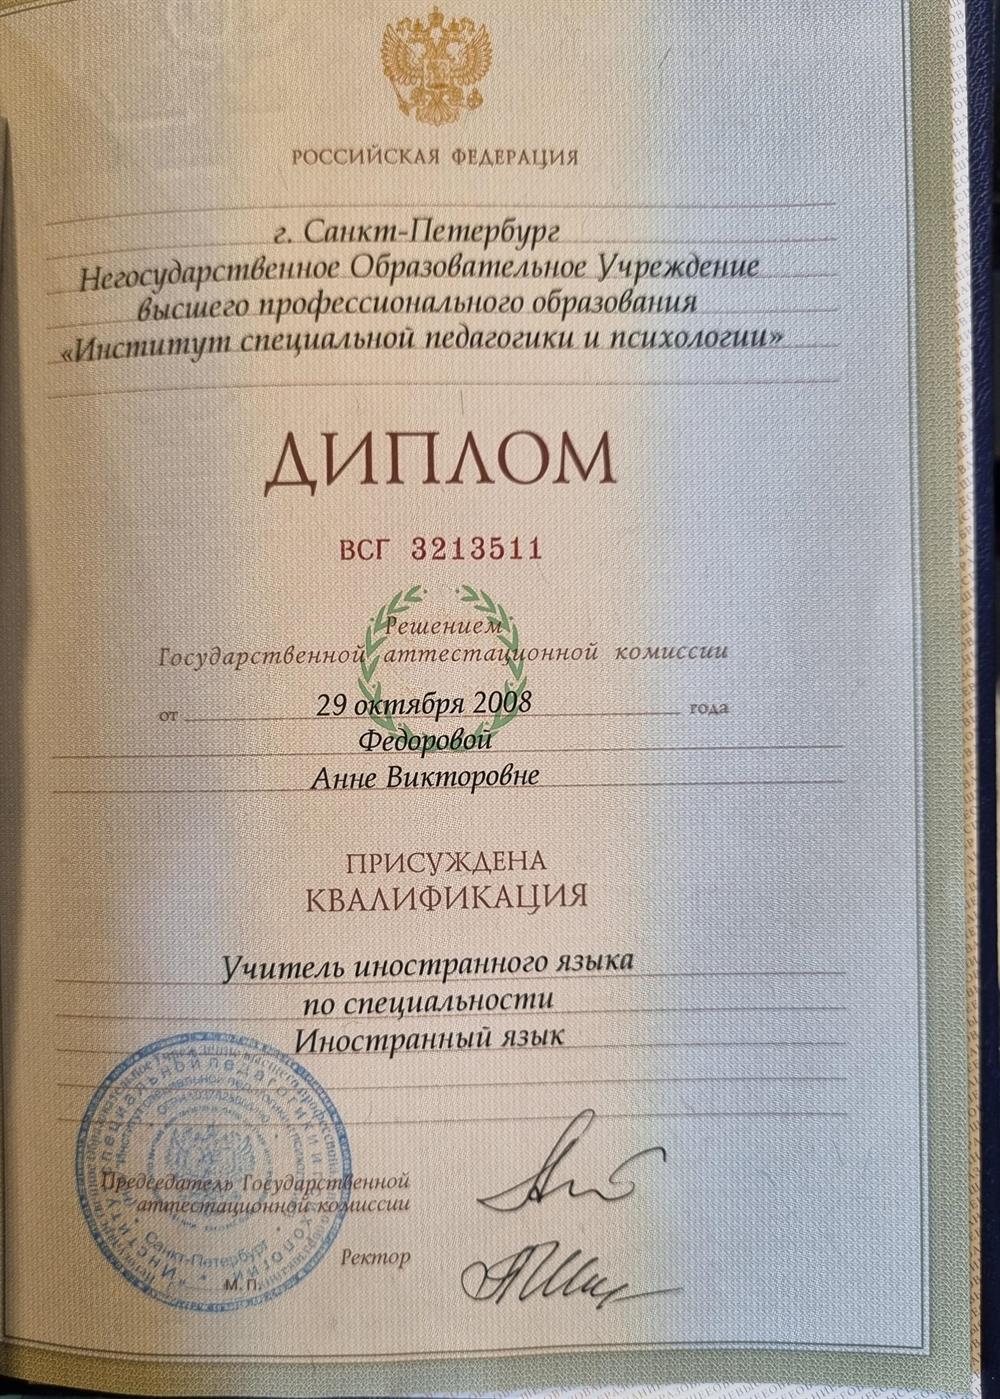 РОССИЙСКАЯ ФЕДЕРАЦИЯ
г. Санкт-Петербург
Негосударственное Образовательное Учреждение
высшего профессионального образования
«Институт специальной педагогики и психологии»
ДИПЛОМ
ВСГ 3213511
Решением
Государственной аттестационной комиссии
от 29 октября 2008 года
Федоровой
Анне Викторовне
ПРИСУЖДЕНА
КВАЛИФИКАЦИЯ
Учитель иностранного языка
по специальности
Иностранный язык
Председатель Государственной
аттестационной комиссии
Ректор
М.П.
Санкт-Петербург